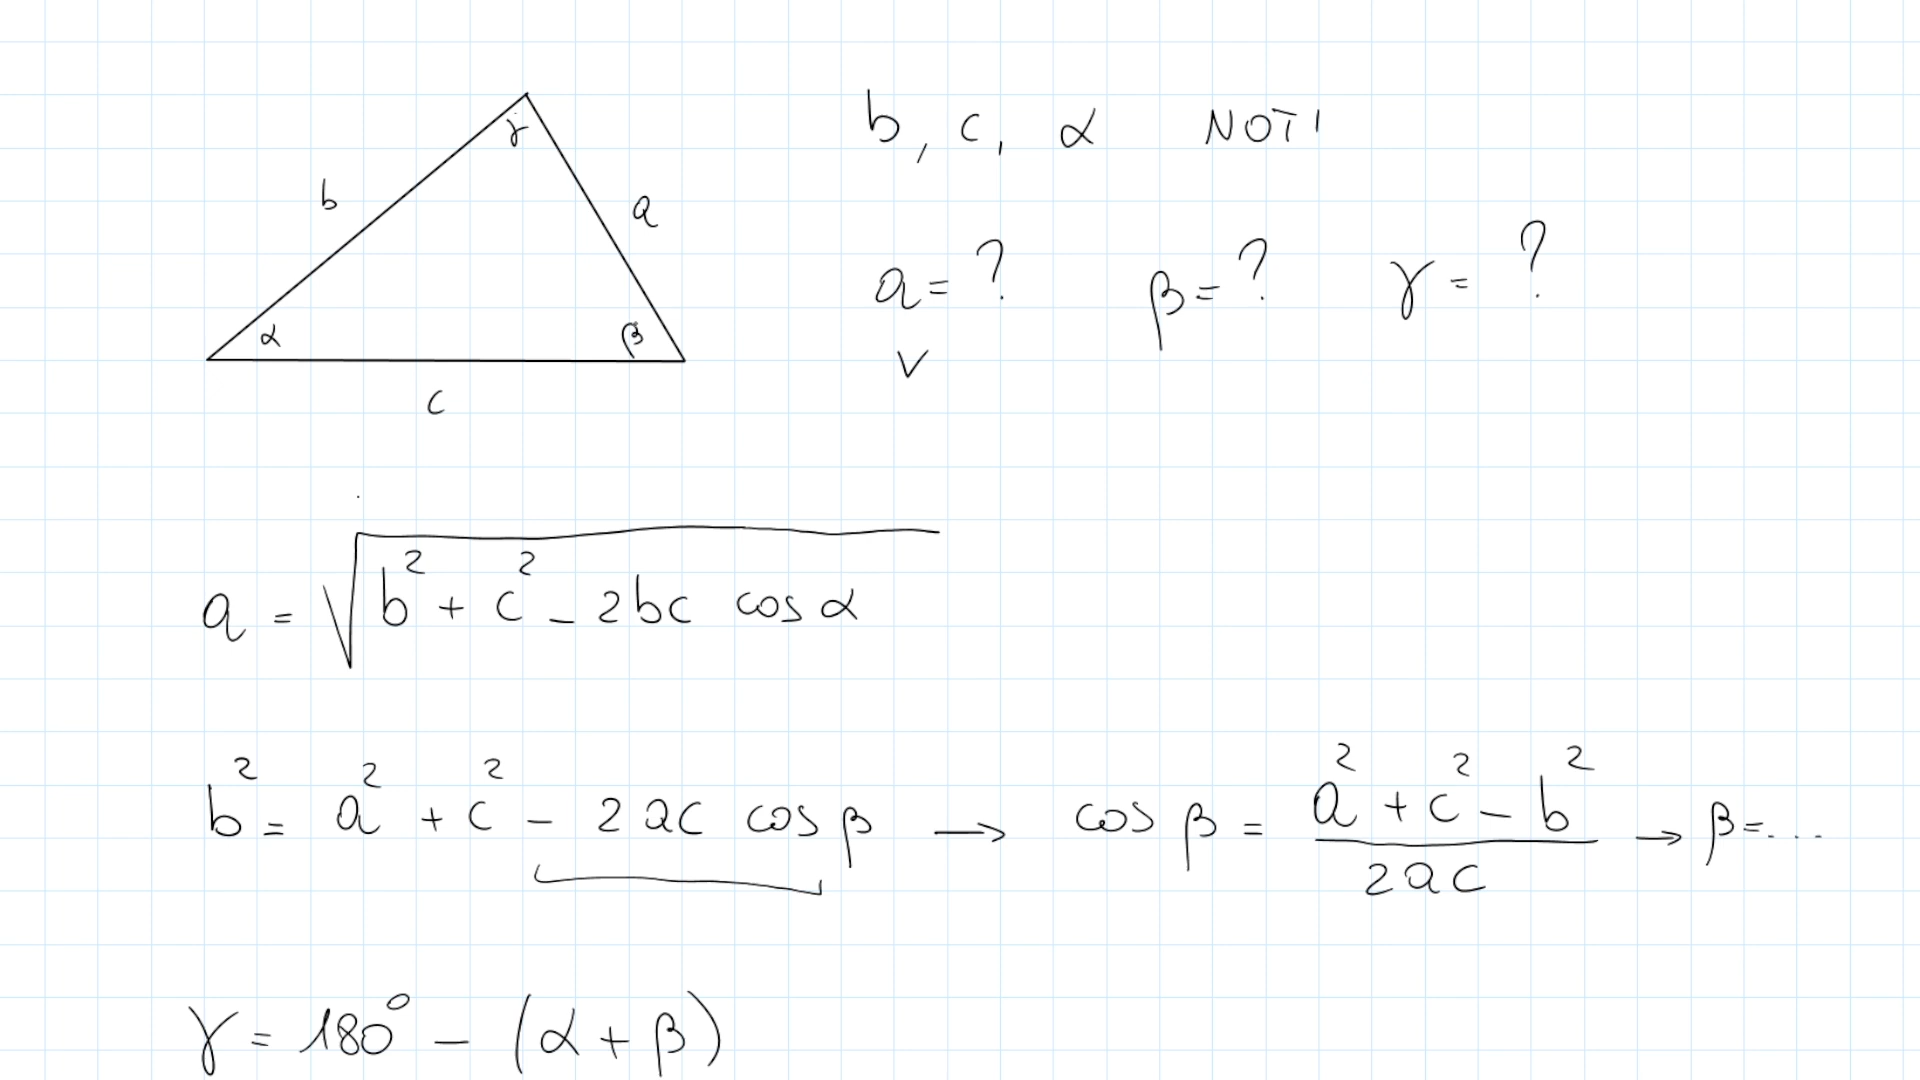 γ
b
a
α
β
c
b, c, α NOTI
a = ? β = ? γ = ?
v
a = √(b² + c² - 2bc cos α)
b² = a² + c² - 2ac cos β → cos β = (a² + c² - b²) / 2ac → β = ...
γ = 180° - (α + β)